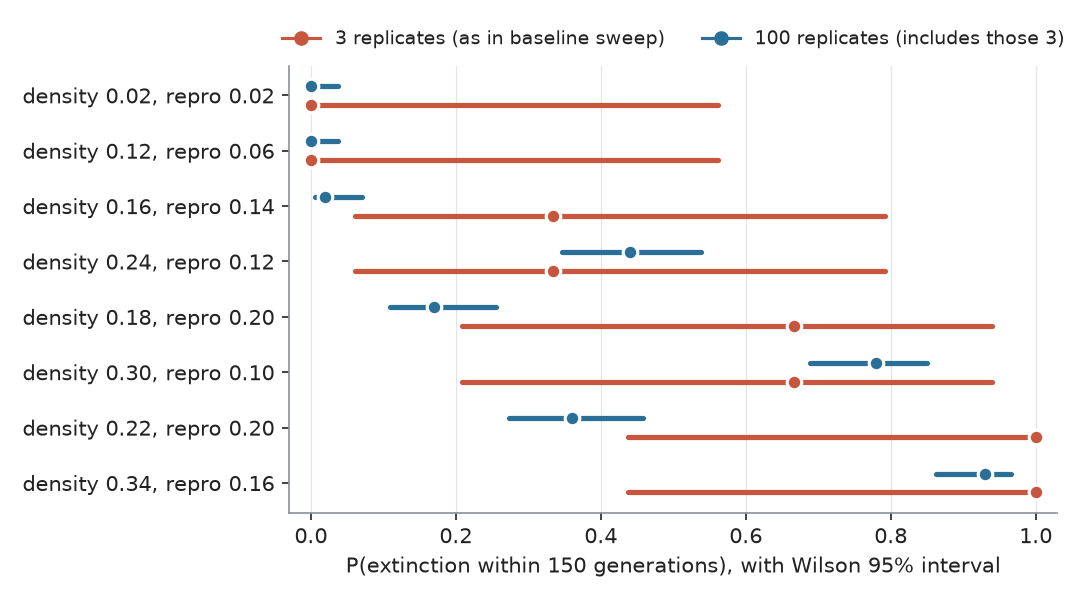 3 replicates (as in baseline sweep)
100 replicates (includes those 3)
density 0.02, repro 0.02
density 0.12, repro 0.06
density 0.16, repro 0.14
density 0.24, repro 0.12
density 0.18, repro 0.20
density 0.30, repro 0.10
density 0.22, repro 0.20
density 0.34, repro 0.16
0.0 0.2 0.4 0.6 0.8 1.0
P(extinction within 150 generations), with Wilson 95% interval